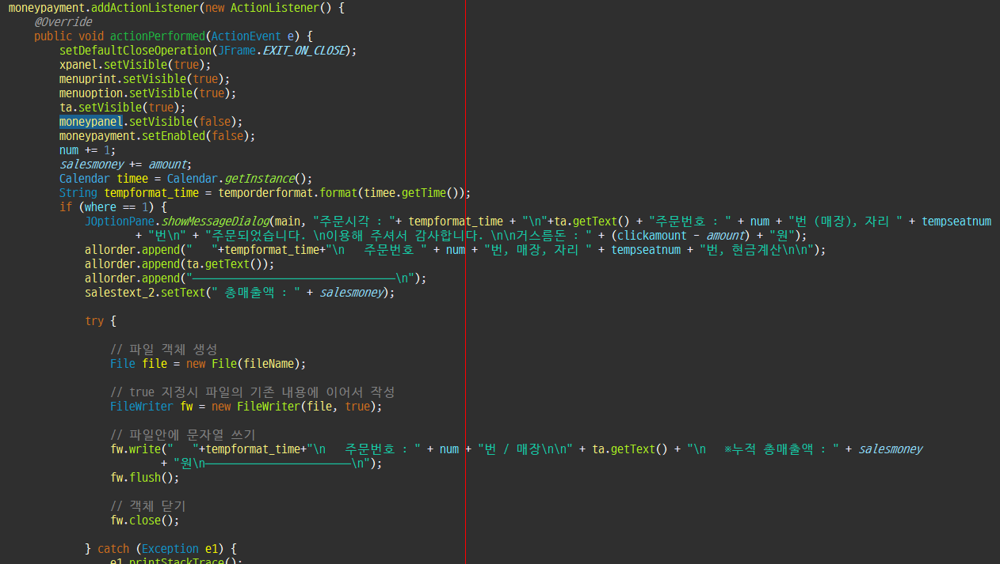 moneypayment.addActionListener(new ActionListener() {
@Override
public void actionPerformed(ActionEvent e) {
setDefaultCloseOperation(JFrame.EXIT_ON_CLOSE);
xpanel.setVisible(true);
menuprint.setVisible(true);
menuoption.setVisible(true);
ta.setVisible(true);
moneypanel.setVisible(false);
moneypayment.setEnabled(false);
num += 1;
salesmoney += amount;
Calendar timee = Calendar.getInstance();
String tempformat_time = temporderformat.format(timee.getTime());
if (where == 1) {
JOptionPane.showMessageDialog(main, "주문시각 : "+ tempformat_time + "\n"+ta.getText() + "주문번호 : " + num + "번 (매장), 자리 " + tempseatnum
+ "번\n" + "주문되었습니다. \n이용해 주셔서 감사합니다. \n\n거스름돈 : " + (clickamount - amount) + "원");
allorder.append("   "+tempformat_time+"\n   주문번호 " + num + "번, 매장, 자리 " + tempseatnum + "번, 현금계산\n\n");
allorder.append(ta.getText());
allorder.append("────────────────────────────────\n");
salestext_2.setText(" 총매출액 : " + salesmoney);
try {
// 파일 객체 생성
File file = new File(fileName);
// true 지정시 파일의 기존 내용에 이어서 작성
FileWriter fw = new FileWriter(file, true);
// 파일안에 문자열 쓰기
fw.write("   "+tempformat_time+"\n   주문번호 : " + num + "번 / 매장\n\n" + ta.getText() + "\n   ※누적 총매출액 : " + salesmoney
+ "원\n───────────────────────\n");
fw.flush();
// 객체 닫기
fw.close();
} catch (Exception e1) {
e1.printStackTrace();